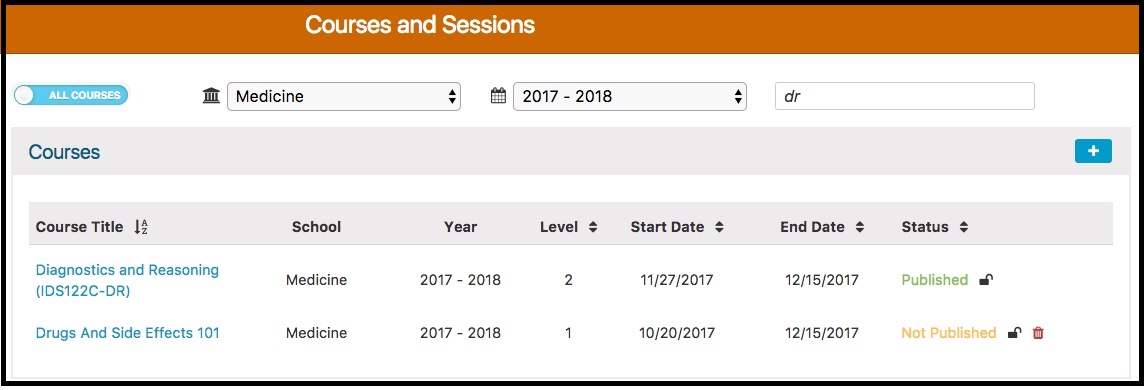 Courses and Sessions
ALL COURSES Medicine 2017 - 2018 dr
Courses +
Course Title School Year Level Start Date End Date Status
Diagnostics and Reasoning
(IDS122C-DR) Medicine 2017 - 2018 2 11/27/2017 12/15/2017 Published
Drugs And Side Effects 101 Medicine 2017 - 2018 1 10/20/2017 12/15/2017 Not Published